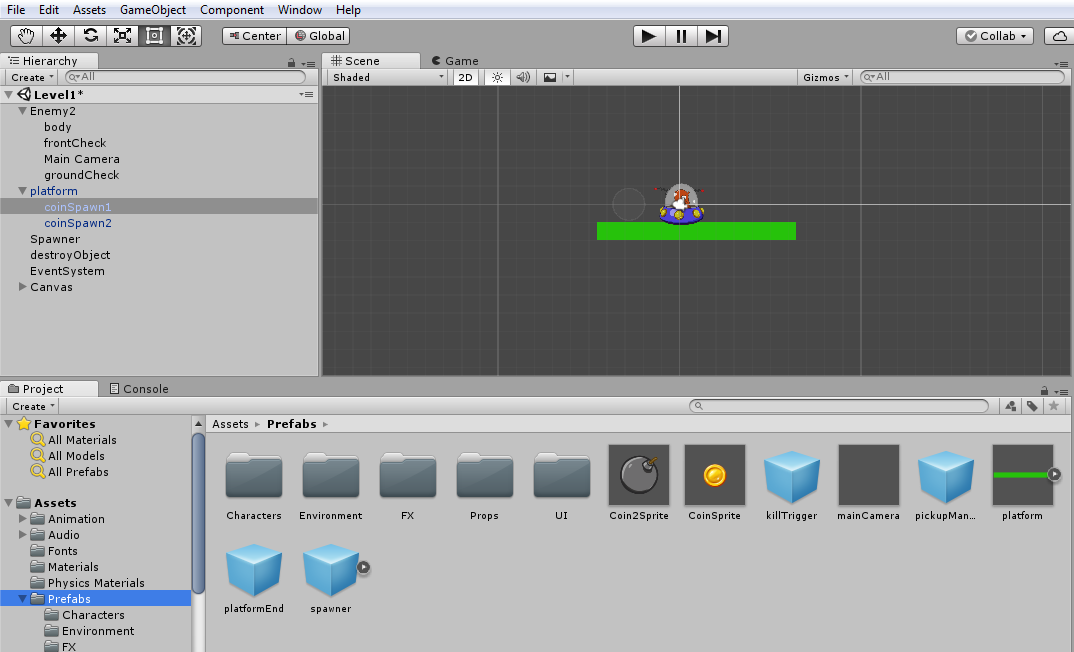 File Edit Assets GameObject Component Window Help
Center Global Collab
Hierarchy
Create All
Level1*
Enemy2
body
frontCheck
Main Camera
groundCheck
platform
coinSpawn1
coinSpawn2
Spawner
destroyObject
EventSystem
Canvas
Scene Game
Shaded 2D Gizmos All
Project Console
Create
Favorites
All Materials
All Models
All Prefabs
Assets
Animation
Audio
Fonts
Materials
Physics Materials
Prefabs
Characters
Environment
FX
Assets Prefabs
Characters Environment FX Props UI Coin2Sprite CoinSprite killTrigger mainCamera pickupMan... platform
platformEnd spawner